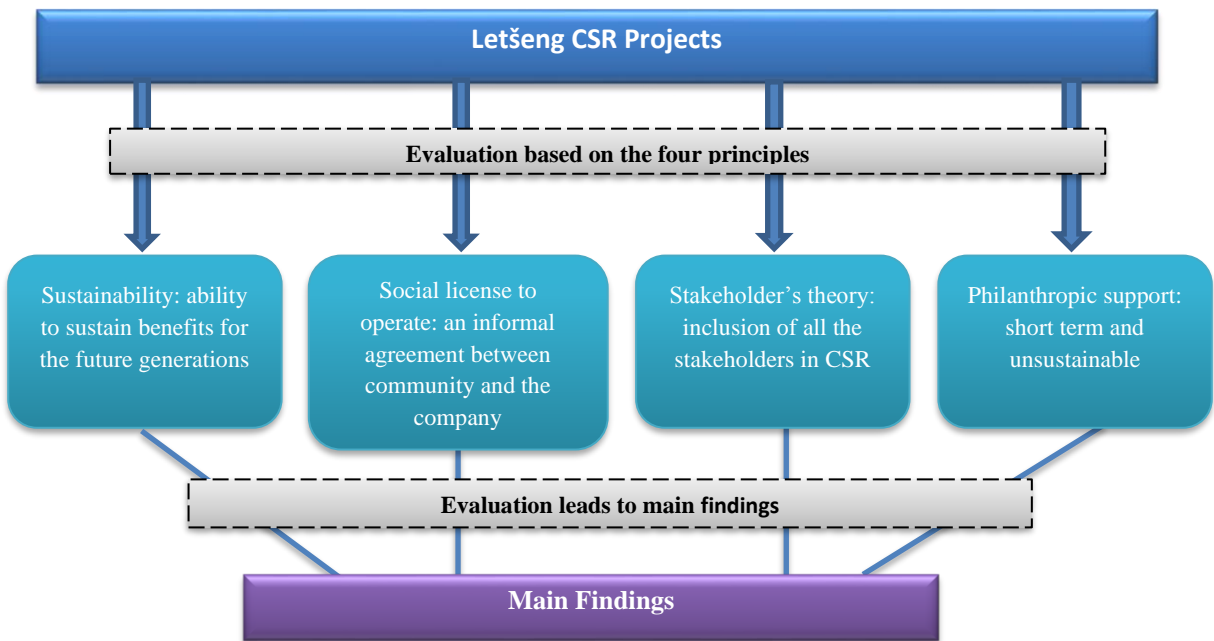 Letšeng CSR Projects
Evaluation based on the four principles
Sustainability: ability
to sustain benefits for
the future generations
Social license to
operate: an informal
agreement between
community and the
company
Stakeholder’s theory:
inclusion of all the
stakeholders in CSR
Philanthropic support:
short term and
unsustainable
Evaluation leads to main findings
Main Findings